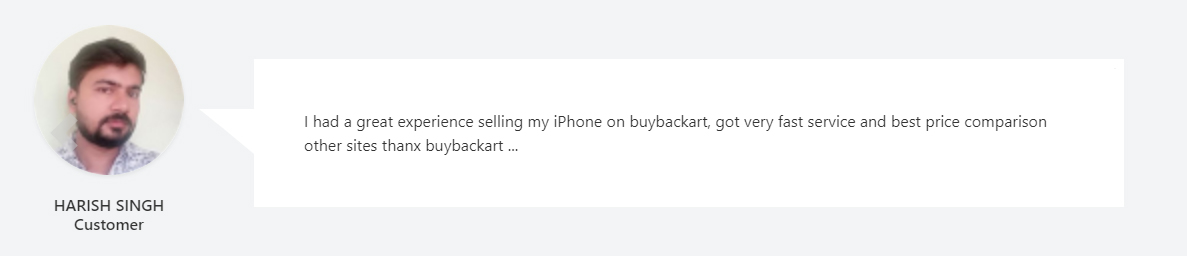 I had a great experience selling my iPhone on buybackart, got very fast service and best price comparison
other sites thanx buybackart ...
HARISH SINGH
Customer